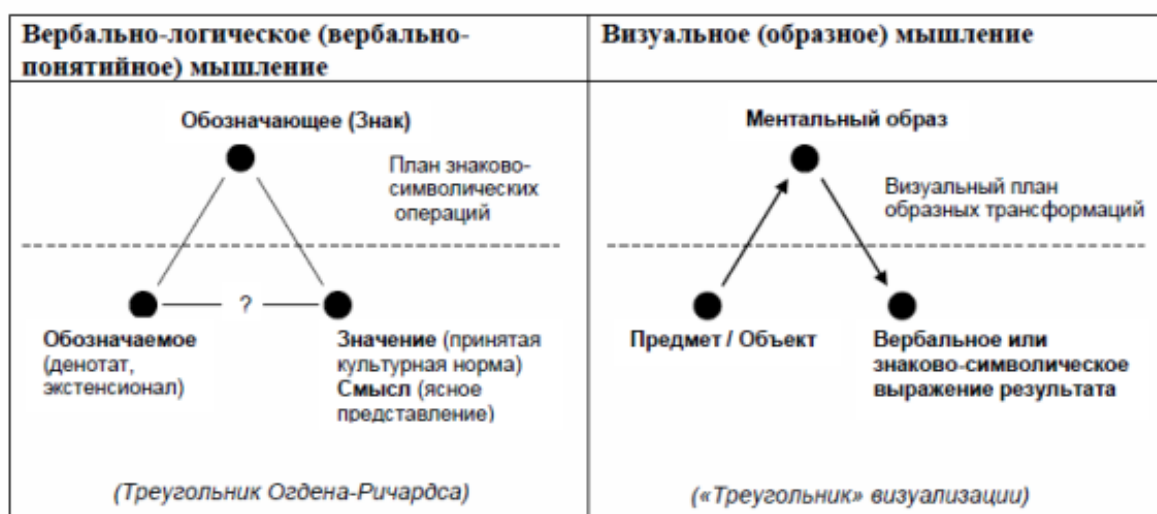 Вербально-логическое (вербально-
понятийное) мышление
Обозначающее (Знак)
План знаково-
символических
операций
?
Обозначаемое
(денотат,
экстенсионал)
Значение (принятая
культурная норма)
Смысл (ясное
представление)
(Треугольник Огдена-Ричардса)
Визуальное (образное) мышление
Ментальный образ
Визуальный план
образных трансформаций
Предмет / Объект
Вербальное или
знаково-символическое
выражение результата
(«Треугольник» визуализации)